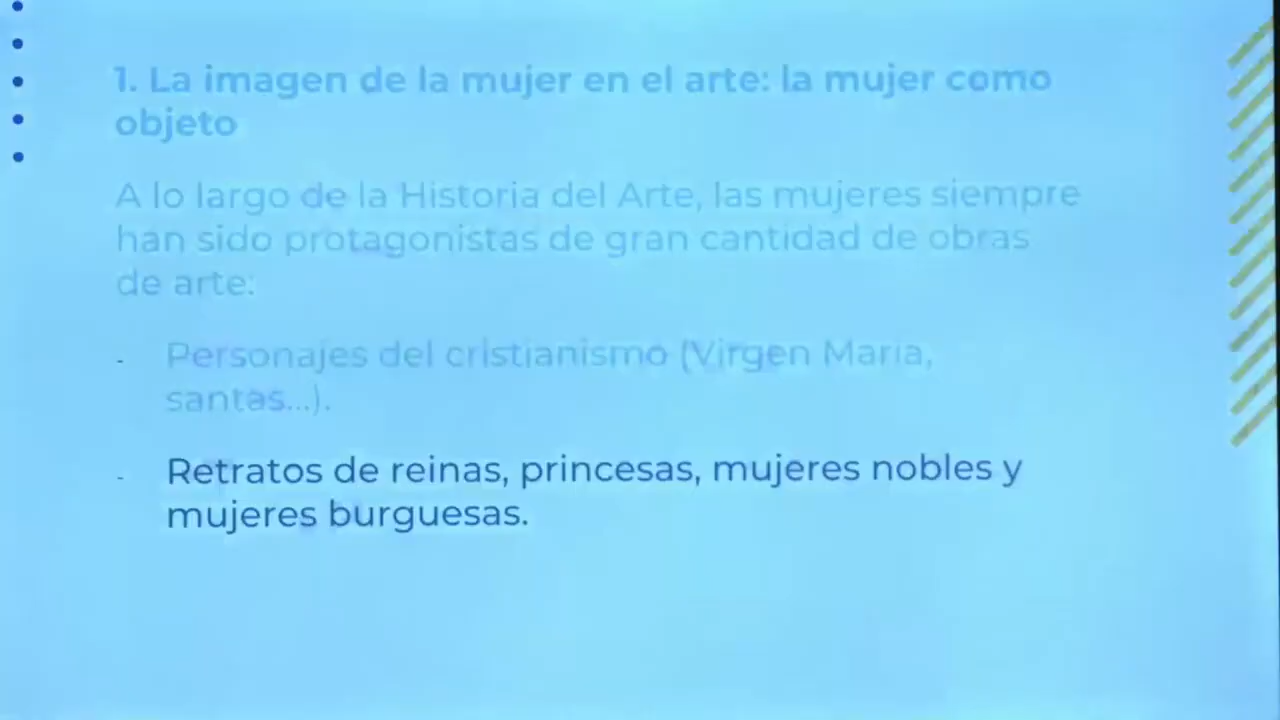 1. La imagen de la mujer en el arte: la mujer como
objeto
A lo largo de la Historia del Arte, las mujeres siempre
han sido protagonistas de gran cantidad de obras
de arte:
- Personajes del cristianismo (Virgen María,
santas...).
- Retratos de reinas, princesas, mujeres nobles y
mujeres burguesas.